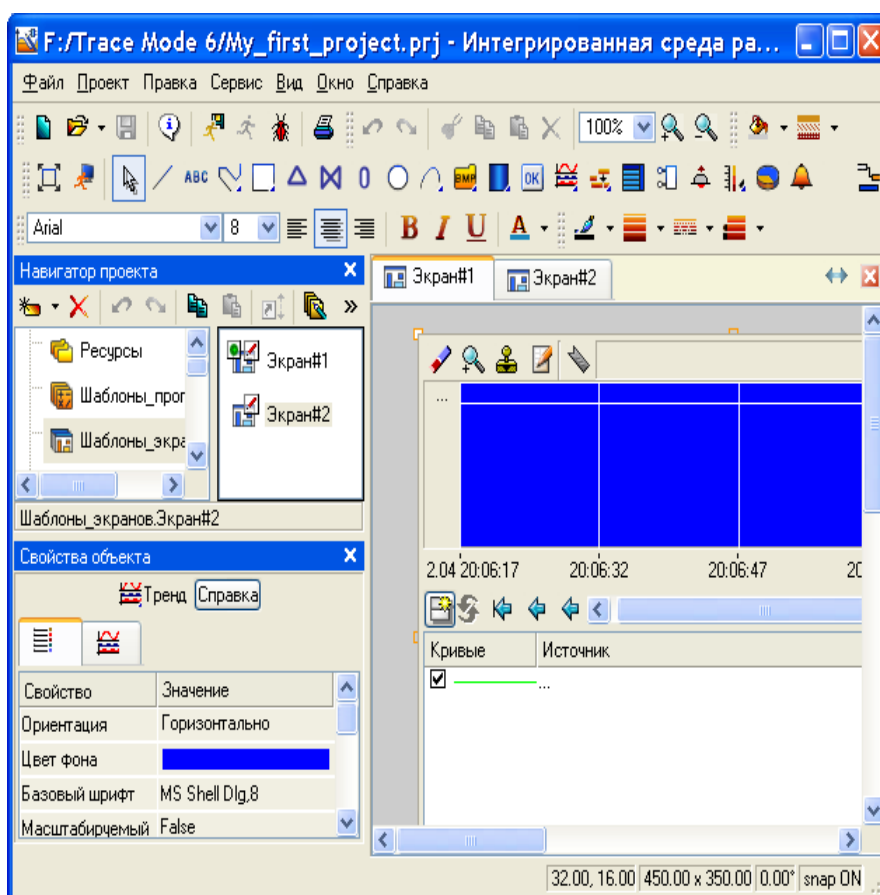 F:/Trace Mode 6/My_first_project.prj - Интегрированная среда ра...
Файл Проект Правка Сервис Вид Окно Справка
100%
ABC BMP OK
Arial 8 B I U A
Навигатор проекта
Экран#1 Экран#2
Ресурсы
Шаблоны_прог
Шаблоны_экра
Экран#1
Экран#2
Шаблоны_экранов.Экран#2
...
2.04 20:06:17 20:06:32 20:06:47 20
Кривые Источник
...
Свойства объекта
Тренд Справка
Свойство Значение
Ориентация Горизонтально
Цвет фона
Базовый шрифт MS Shell Dlg,8
Масштабирчемый False
32.00, 16.00 450.00 x 350.00 0.00° snap ON